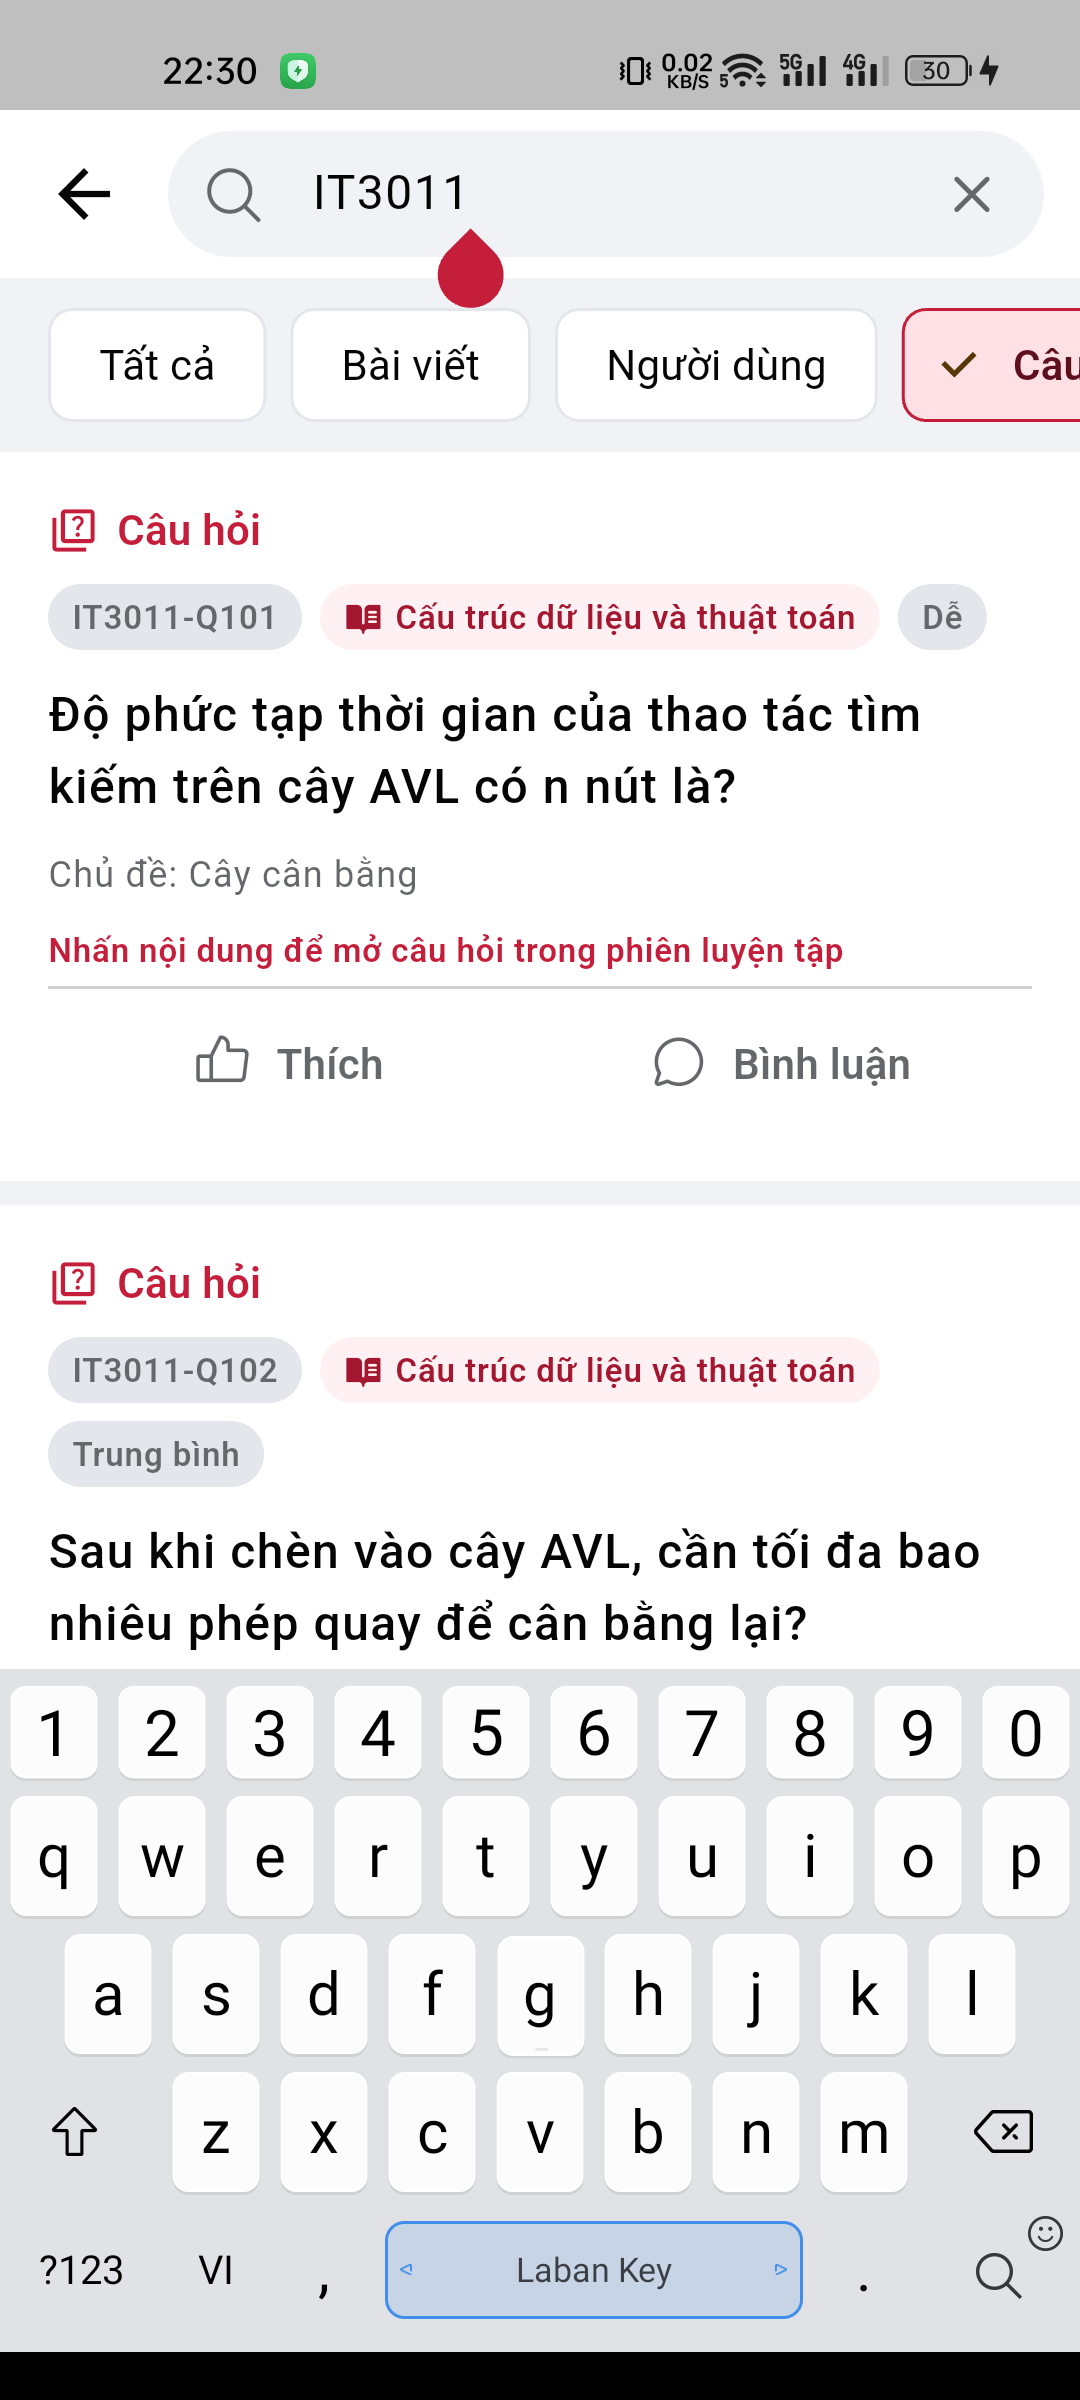 22:30
0.02
KB/S
5
5G
4G
30
IT3011
Tất cả
Bài viết
Người dùng
Câu
Câu hỏi
IT3011-Q101
Cấu trúc dữ liệu và thuật toán
Dễ
Độ phức tạp thời gian của thao tác tìm
kiếm trên cây AVL có n nút là?
Chủ đề: Cây cân bằng
Nhấn nội dung để mở câu hỏi trong phiên luyện tập
Thích
Bình luận
Câu hỏi
IT3011-Q102
Cấu trúc dữ liệu và thuật toán
Trung bình
Sau khi chèn vào cây AVL, cần tối đa bao
nhiêu phép quay để cân bằng lại?
1 2 3 4 5 6 7 8 9 0
q w e r t y u i o p
a s d f g h j k l
z x c v b n m
?123 VI , Laban Key .